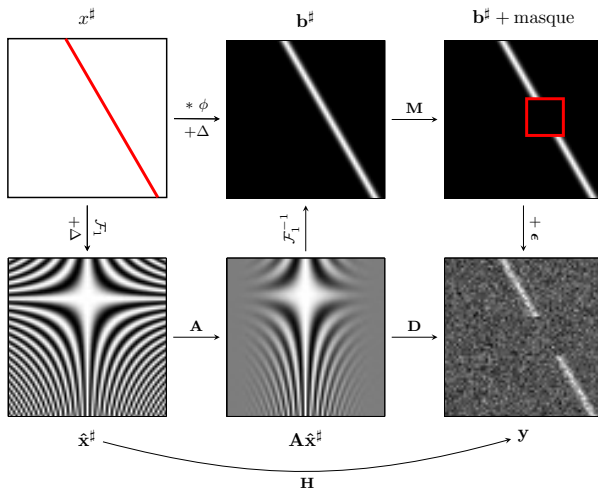 x♯
b♯
b♯ + masque
∗ ϕ
+Δ
M
+Δ
ℱ₁
ℱ₁⁻¹
+ ϵ
A
D
x̂♯
Ax̂♯
y
H